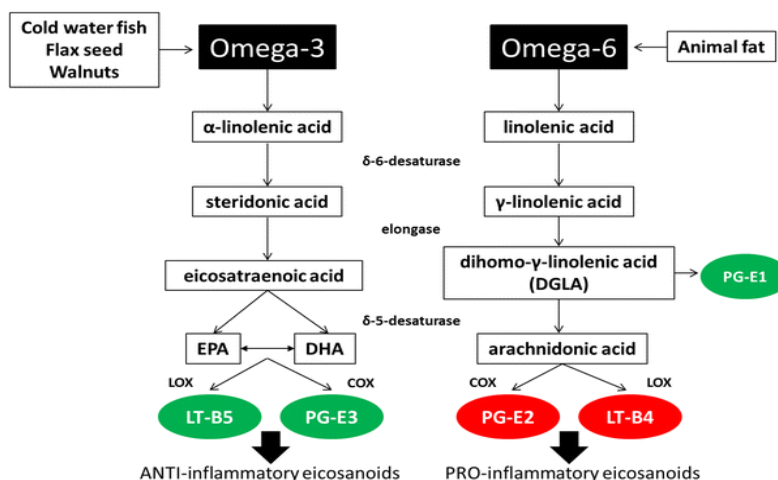 Cold water fish
Flax seed
Walnuts
Omega-3
Omega-6
Animal fat
α-linolenic acid
linolenic acid
δ-6-desaturase
steridonic acid
γ-linolenic acid
elongase
eicosatraenoic acid
dihomo-γ-linolenic acid
(DGLA)
PG-E1
δ-5-desaturase
EPA
DHA
arachidonic acid
LOX
COX
COX
LOX
LT-B5
PG-E3
PG-E2
LT-B4
ANTI-inflammatory eicosanoids
PRO-inflammatory eicosanoids